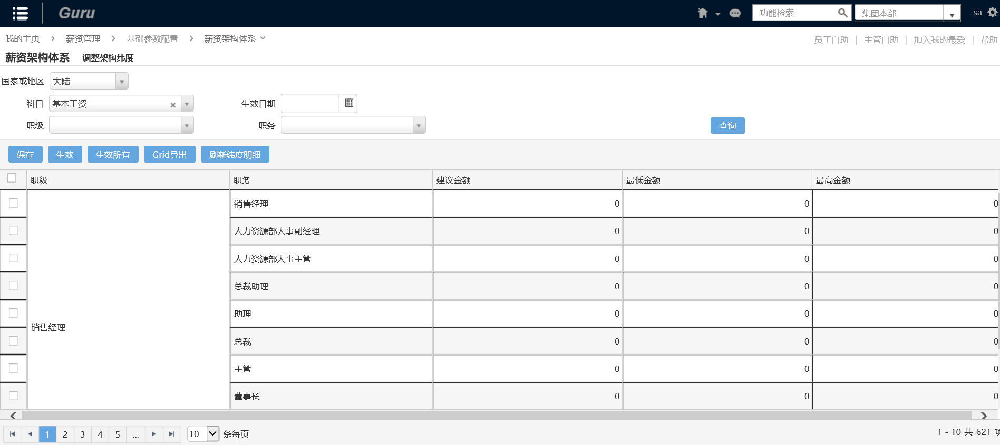 Guru 功能检索 集团本部 sa
我的主页 > 薪资管理 > 基础参数配置 > 薪资架构体系
员工自助 | 主管自助 | 加入我的最爱 | 帮助
薪资架构体系 调整架构纬度
国家或地区 大陆
科目 基本工资 生效日期
职级 职务 查询
保存 生效 生效所有 Grid导出 刷新纬度明细
职级 职务 建议金额 最低金额 最高金额
销售经理 0 0 0
人力资源部人事副经理 0 0 0
人力资源部人事主管 0 0 0
总裁助理 0 0 0
助理 0 0 0
销售经理
总裁 0 0 0
主管 0 0 0
董事长 0 0 0
1 2 3 4 5 ... 10 条每页
1 - 10 共 621 项